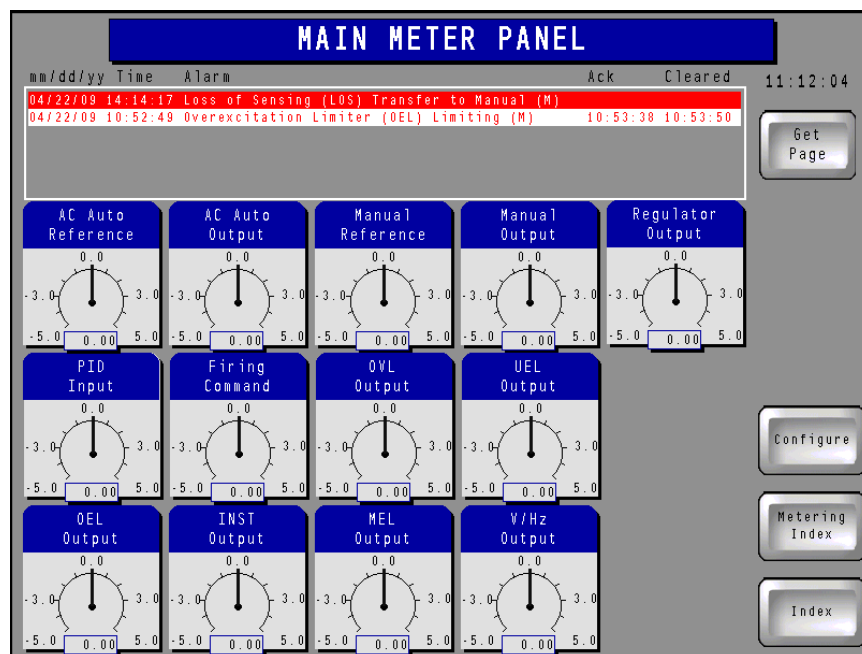 MAIN METER PANEL
mm/dd/yy Time Alarm Ack Cleared
11:12:04
04/22/09 14:14:17 Loss of Sensing (LOS) Transfer to Manual (M)
04/22/09 10:52:49 Overexcitation Limiter (OEL) Limiting (M) 10:53:38 10:53:50
Get
Page
AC Auto
Reference
0.0
-3.0 3.0
-5.0 0.00 5.0
AC Auto
Output
0.0
-3.0 3.0
-5.0 0.00 5.0
Manual
Reference
0.0
-3.0 3.0
-5.0 0.00 5.0
Manual
Output
0.0
-3.0 3.0
-5.0 0.00 5.0
Regulator
Output
0.0
-3.0 3.0
-5.0 0.00 5.0
PID
Input
0.0
-3.0 3.0
-5.0 0.00 5.0
Firing
Command
0.0
-3.0 3.0
-5.0 0.00 5.0
OVL
Output
0.0
-3.0 3.0
-5.0 0.00 5.0
UEL
Output
0.0
-3.0 3.0
-5.0 0.00 5.0
Configure
OEL
Output
0.0
-3.0 3.0
-5.0 0.00 5.0
INST
Output
0.0
-3.0 3.0
-5.0 0.00 5.0
MEL
Output
0.0
-3.0 3.0
-5.0 0.00 5.0
V/Hz
Output
0.0
-3.0 3.0
-5.0 0.00 5.0
Metering
Index
Index